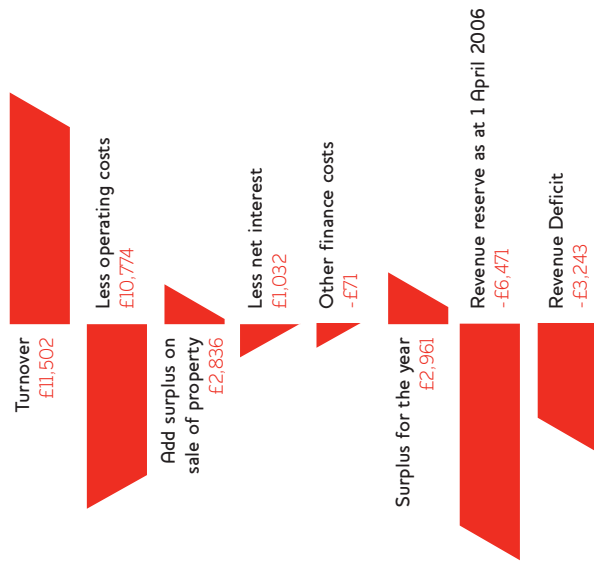 Turnover
£11,502
Less operating costs
£10,774
Add surplus on
sale of property
£2,836
Less net interest
£1,032
Other finance costs
-£71
Surplus for the year
£2,961
Revenue reserve as at 1 April 2006
-£6,471
Revenue Deficit
-£3,243